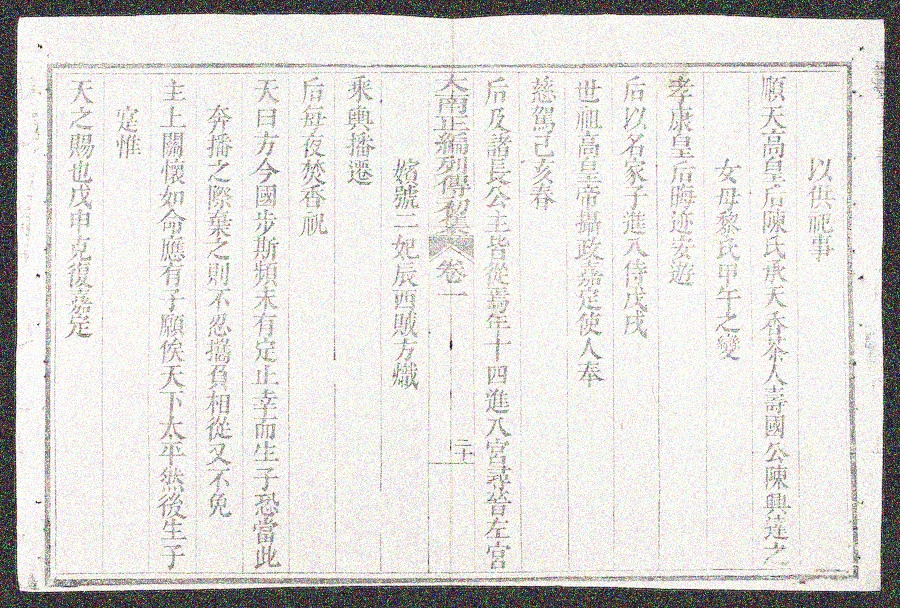 以供祀事
順天高皇后陳氏承天香茶人壽國公陳興達之
女母黎氏甲午之變
孝康皇后晦迹安遊
后以名家子進入侍戊戌
世祖高皇帝攝政嘉定使人奉
慈駕己亥春
后及諸長公主皆從焉年十四進入宮尋晉左宮
大南正編列傳初集 卷一 二十
嬪號二妃辰西賊方熾
乘輿播遷
后每夜焚香祝
天曰方今國步斯頻未有定止幸而生子恐當此
奔播之際棄之則不忍攜負相從又不免
主上關懷如命應有子願俟天下太平然後生子
寔惟
天之賜也戊申克復嘉定